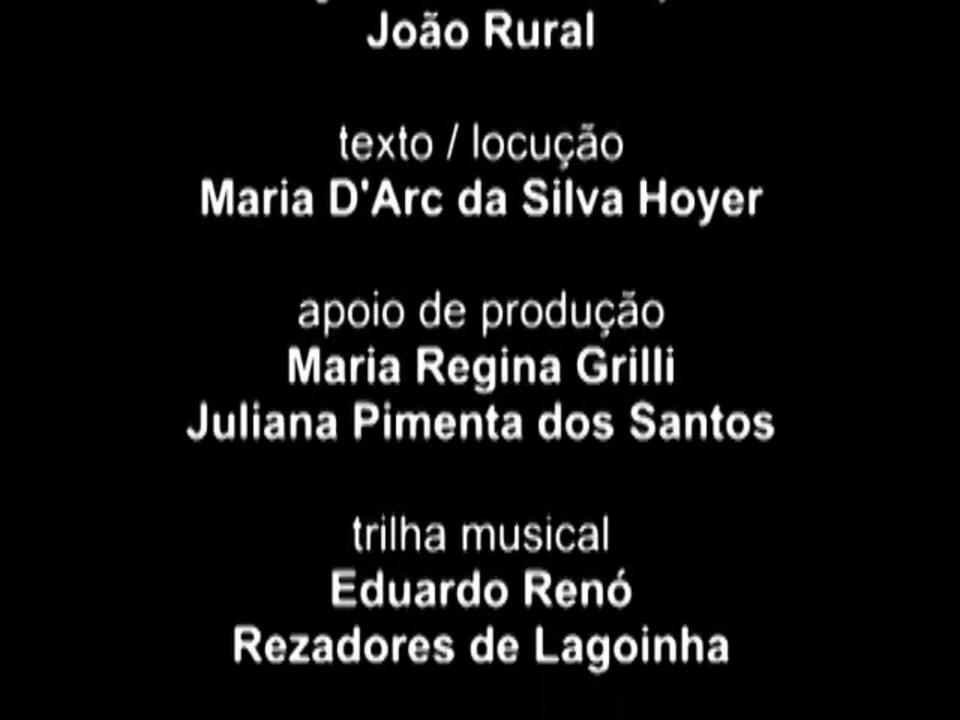 João Rural
texto / locução
Maria D'Arc da Silva Hoyer
apoio de produção
Maria Regina Grilli
Juliana Pimenta dos Santos
trilha musical
Eduardo Renó
Rezadores de Lagoinha